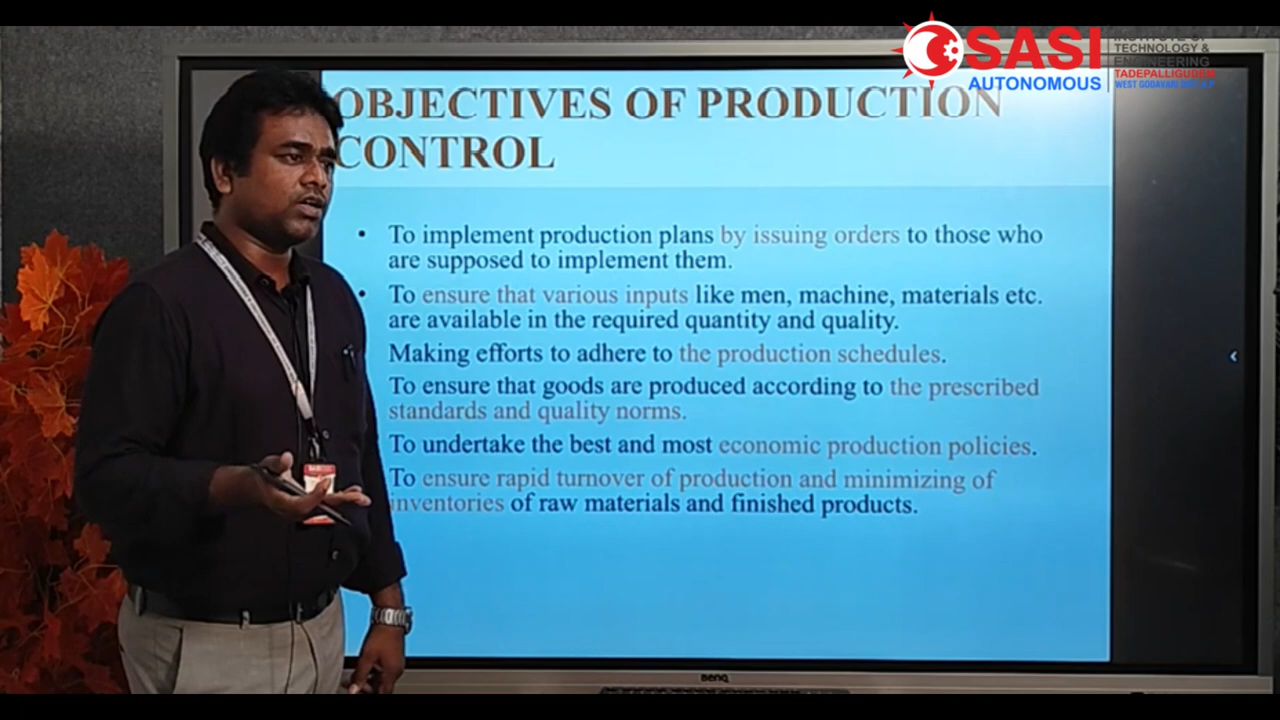 SASI
INSTITUTE OF
TECHNOLOGY &
ENGINEERING
TADEPALLIGUDEM
AUTONOMOUS
OBJECTIVES OF PRODUCTION
CONTROL
• To implement production plans by issuing orders to those who
are supposed to implement them.
• To ensure that various inputs like men, machine, materials etc.
are available in the required quantity and quality.
Making efforts to adhere to the production schedules.
To ensure that goods are produced according to the prescribed
standards and quality norms.
To undertake the best and most economic production policies.
To ensure rapid turnover of production and minimizing of
inventories of raw materials and finished products.
BenQ